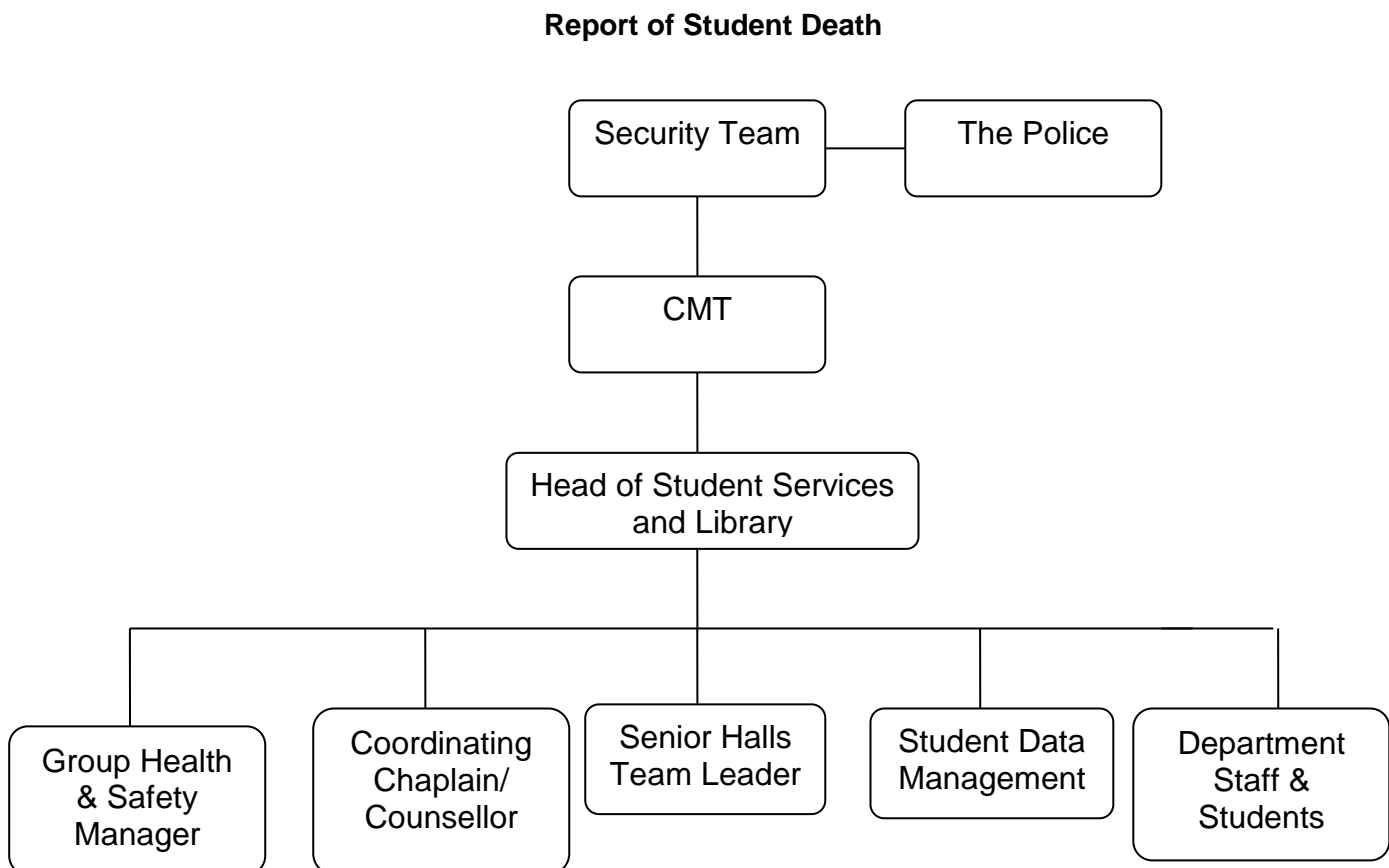 Report of Student Death
Security Team
The Police
CMT
Head of Student Services
and Library
Group Health
& Safety
Manager
Coordinating
Chaplain/
Counsellor
Senior Halls
Team Leader
Student Data
Management
Department
Staff &
Students